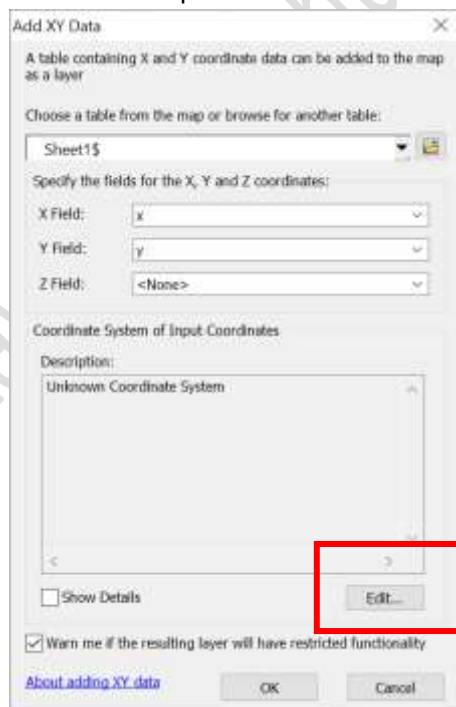 Add XY Data
A table containing X and Y coordinate data can be added to the map
as a layer
Choose a table from the map or browse for another table:
Sheet1$
Specify the fields for the X, Y and Z coordinates:
X Field: x
Y Field: y
Z Field: <None>
Coordinate System of Input Coordinates
Description:
Unknown Coordinate System
Show Details Edit...
Warn me if the resulting layer will have restricted functionality
About adding XY data OK Cancel